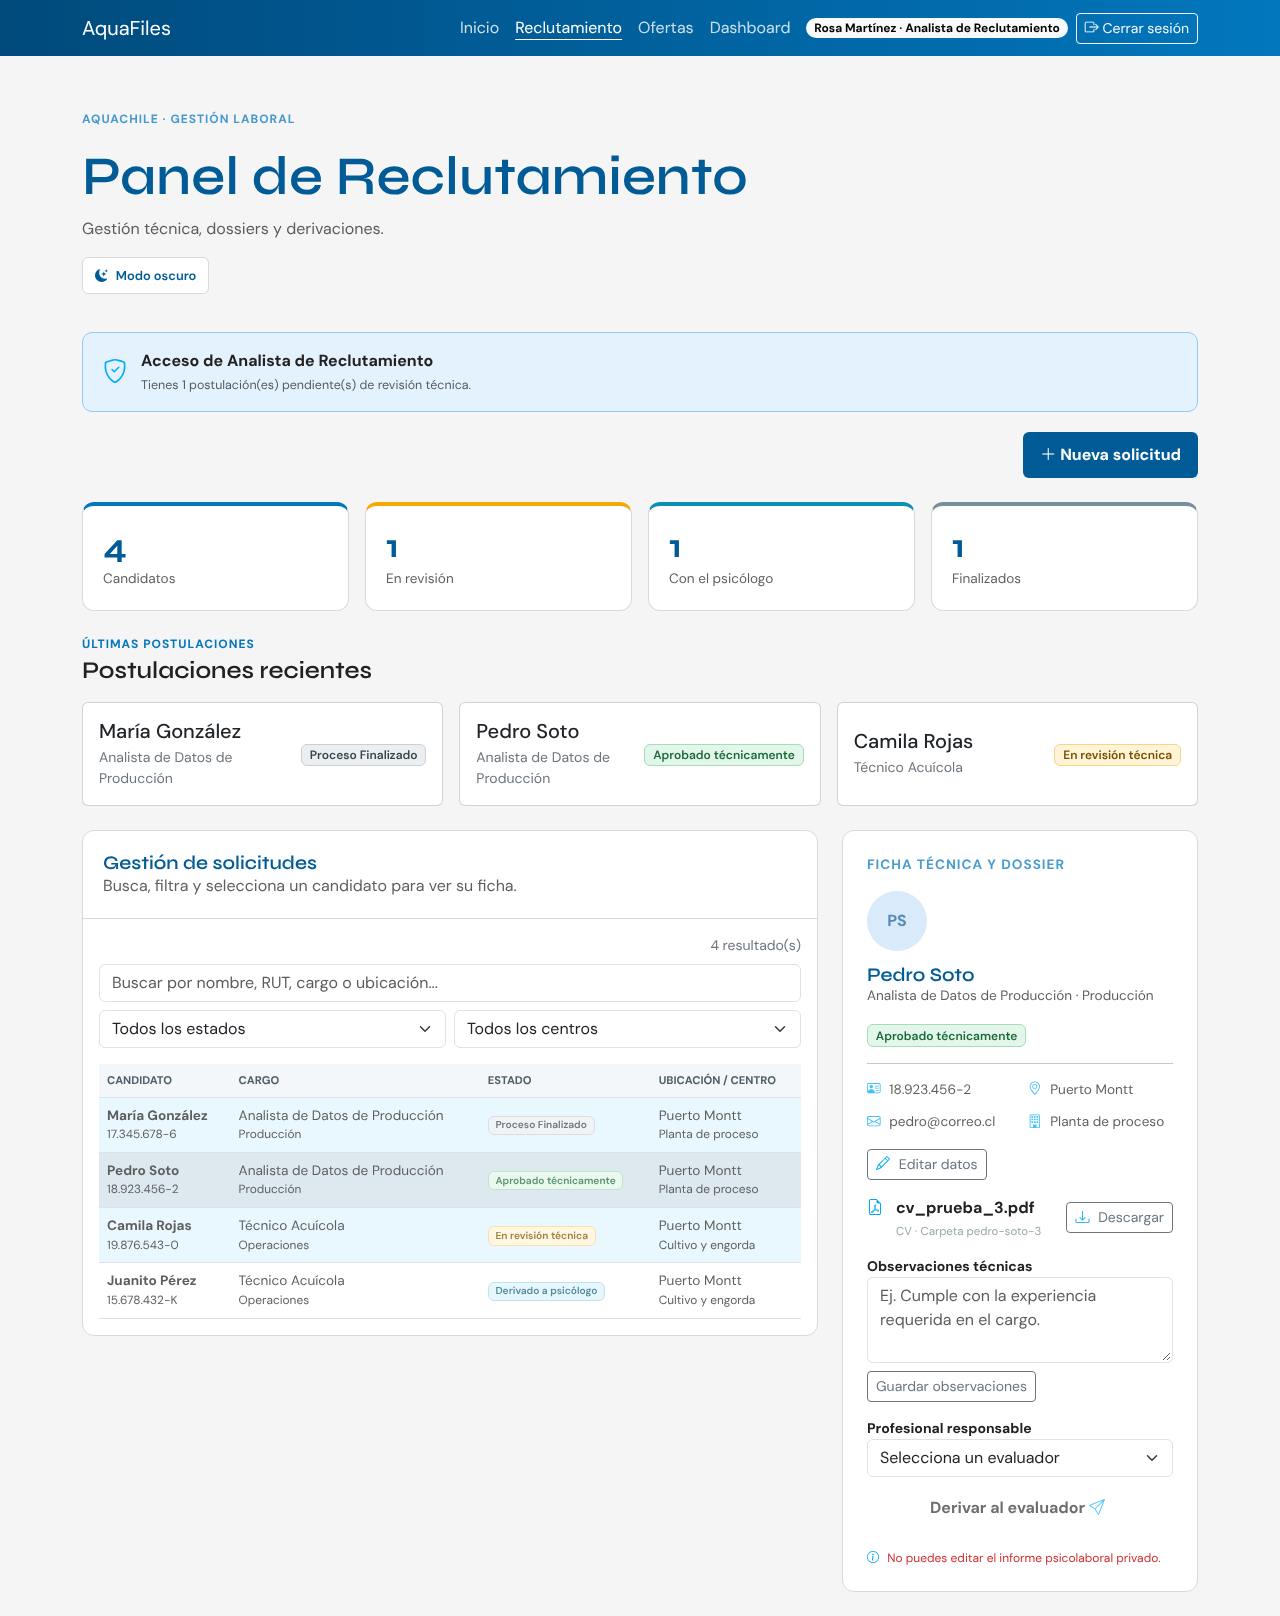 AquaFiles
Inicio
Reclutamiento
Ofertas
Dashboard
Rosa Martínez · Analista de Reclutamiento
Cerrar sesión
AQUACHILE · GESTIÓN LABORAL
Panel de Reclutamiento
Gestión técnica, dossiers y derivaciones.
Modo oscuro
Acceso de Analista de Reclutamiento
Tienes 1 postulación(es) pendiente(s) de revisión técnica.
Nueva solicitud
4
Candidatos
1
En revisión
1
Con el psicólogo
1
Finalizados
ÚLTIMAS POSTULACIONES
Postulaciones recientes
María González
Analista de Datos de
Producción
Proceso Finalizado
Pedro Soto
Analista de Datos de
Producción
Aprobado técnicamente
Camila Rojas
Técnico Acuícola
En revisión técnica
Gestión de solicitudes
Busca, filtra y selecciona un candidato para ver su ficha.
4 resultado(s)
Buscar por nombre, RUT, cargo o ubicación...
Todos los estados
Todos los centros
CANDIDATO CARGO ESTADO UBICACIÓN / CENTRO
María González Analista de Datos de Producción Proceso Finalizado Puerto Montt
17.345.678-6 Producción Planta de proceso
Pedro Soto Analista de Datos de Producción Aprobado técnicamente Puerto Montt
18.923.456-2 Producción Planta de proceso
Camila Rojas Técnico Acuícola En revisión técnica Puerto Montt
19.876.543-0 Operaciones Cultivo y engorda
Juanito Pérez Técnico Acuícola Derivado a psicólogo Puerto Montt
15.678.432-K Operaciones Cultivo y engorda
FICHA TÉCNICA Y DOSSIER
PS
Pedro Soto
Analista de Datos de Producción · Producción
Aprobado técnicamente
18.923.456-2
Puerto Montt
pedro@correo.cl
Planta de proceso
Editar datos
cv_prueba_3.pdf
CV · Carpeta pedro-soto-3
Descargar
Observaciones técnicas
Ej. Cumple con la experiencia
requerida en el cargo.
Guardar observaciones
Profesional responsable
Selecciona un evaluador
Derivar al evaluador
No puedes editar el informe psicolaboral privado.